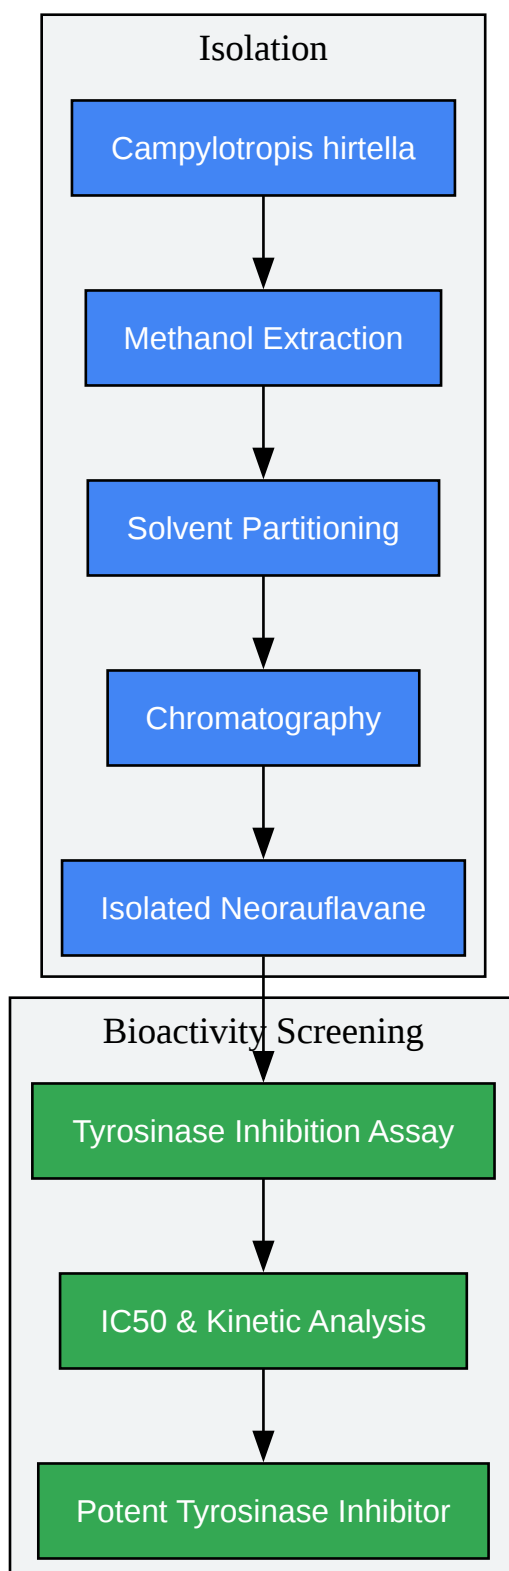 Isolation
Campylotropis hirtella
Methanol Extraction
Solvent Partitioning
Chromatography
Isolated Neorauflavane
Bioactivity Screening
Tyrosinase Inhibition Assay
IC50 & Kinetic Analysis
Potent Tyrosinase Inhibitor